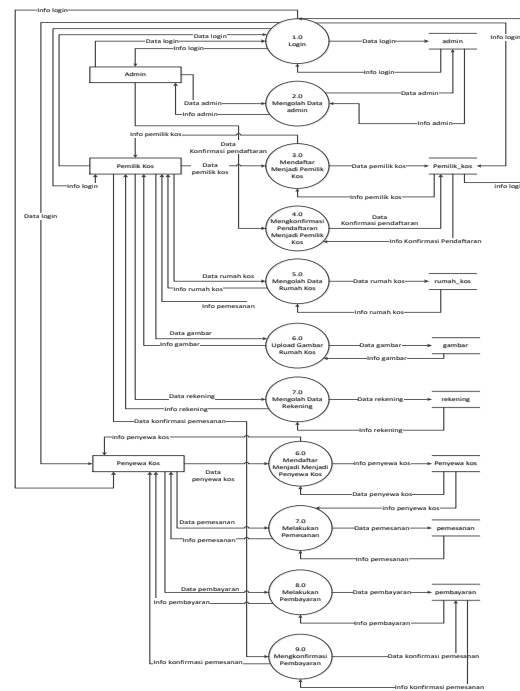 Info login
Data login
Data login
Info login
1.0
Login
Data login
admin
Info login
Info login
Admin
Data admin
Info admin
2.0
Mengolah Data
admin
Data admin
Info admin
Info pemilik kos
Data
Konfirmasi pendaftaran
Pemilik Kos
Data
pemilik kos
3.0
Mendaftar
Menjadi Pemilik
Kos
Data pemilik kos
Pemilik_kos
Info login
info login
Info pemilik kos
Data login
4.0
Mengkonfirmasi
Pendaftaran
Menjadi Pemilik
Kos
Data
Konfirmasi pendaftaran
Info Konfirmasi Pendaftaran
Data rumah kos
Info rumah kos
Info pemesanan
5.0
Mengolah Data
Rumah Kos
Data rumah kos
rumah_kos
Info rumah kos
Data gambar
Info gambar
6.0
Upload Gambar
Rumah Kos
Data gambar
gambar
Info gambar
Data rekening
Info rekening
7.0
Mengolah Data
Rekening
Data rekening
rekening
Info rekening
Data konfirmasi pemesanan
info penyewa kos
Penyewa Kos
Data
penyewa kos
6.0
Mendaftar
Menjadi Menjadi
Penyewa Kos
Info penyewa kos
Penyewa kos
Data penyewa kos
info penyewa kos
Data pemesanan
Info pemesanan
7.0
Melakukan
Pemesanan
Data pemesanan
pemesanan
Info pemesanan
Data pembayaran
Info pembayaran
8.0
Melakukan
Pembayaran
Data pembayaran
pembayaran
Info pembayaran
9.0
Mengkonfirmasi
Pembayaran
Info konfirmasi pemesanan
Data konfirmasi pemesanan
Info konfirmasi pemesanan